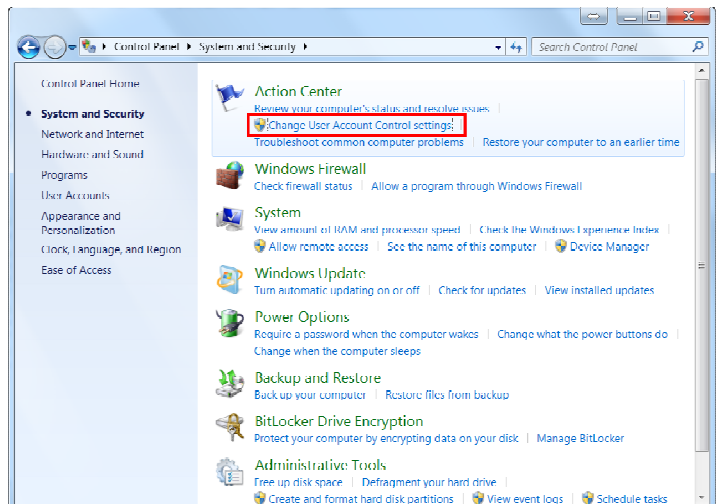 Control Panel ▸ System and Security ▸
Search Control Panel
Control Panel Home
System and Security
Network and Internet
Hardware and Sound
Programs
User Accounts
Appearance and
Personalization
Clock, Language, and Region
Ease of Access
Action Center
Review your computer's status and resolve issues
Change User Account Control settings
Troubleshoot common computer problems | Restore your computer to an earlier time
Windows Firewall
Check firewall status | Allow a program through Windows Firewall
System
View amount of RAM and processor speed | Check the Windows Experience Index
Allow remote access | See the name of this computer | Device Manager
Windows Update
Turn automatic updating on or off | Check for updates | View installed updates
Power Options
Require a password when the computer wakes | Change what the power buttons do
Change when the computer sleeps
Backup and Restore
Back up your computer | Restore files from backup
BitLocker Drive Encryption
Protect your computer by encrypting data on your disk | Manage BitLocker
Administrative Tools
Free up disk space | Defragment your hard drive
Create and format hard disk partitions | View event logs | Schedule tasks